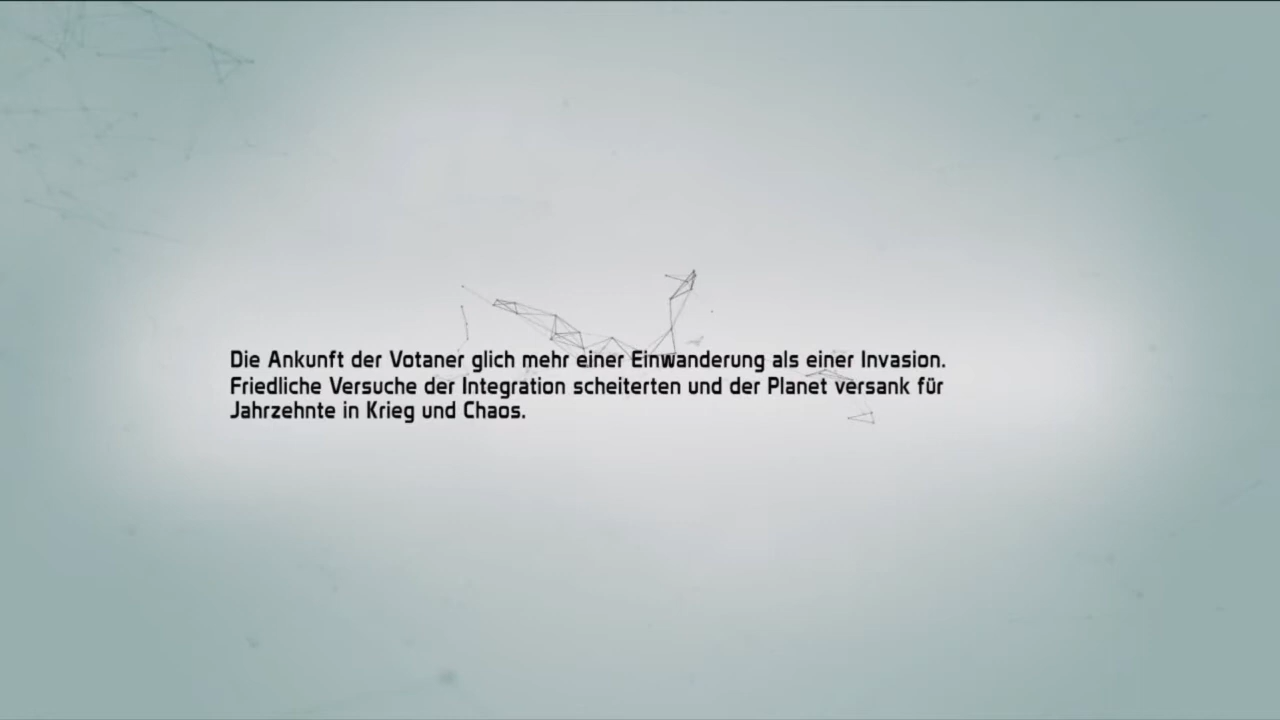 Die Ankunft der Votaner glich mehr einer Einwanderung als einer Invasion.
Friedliche Versuche der Integration scheiterten und der Planet versank für
Jahrzehnte in Krieg und Chaos.